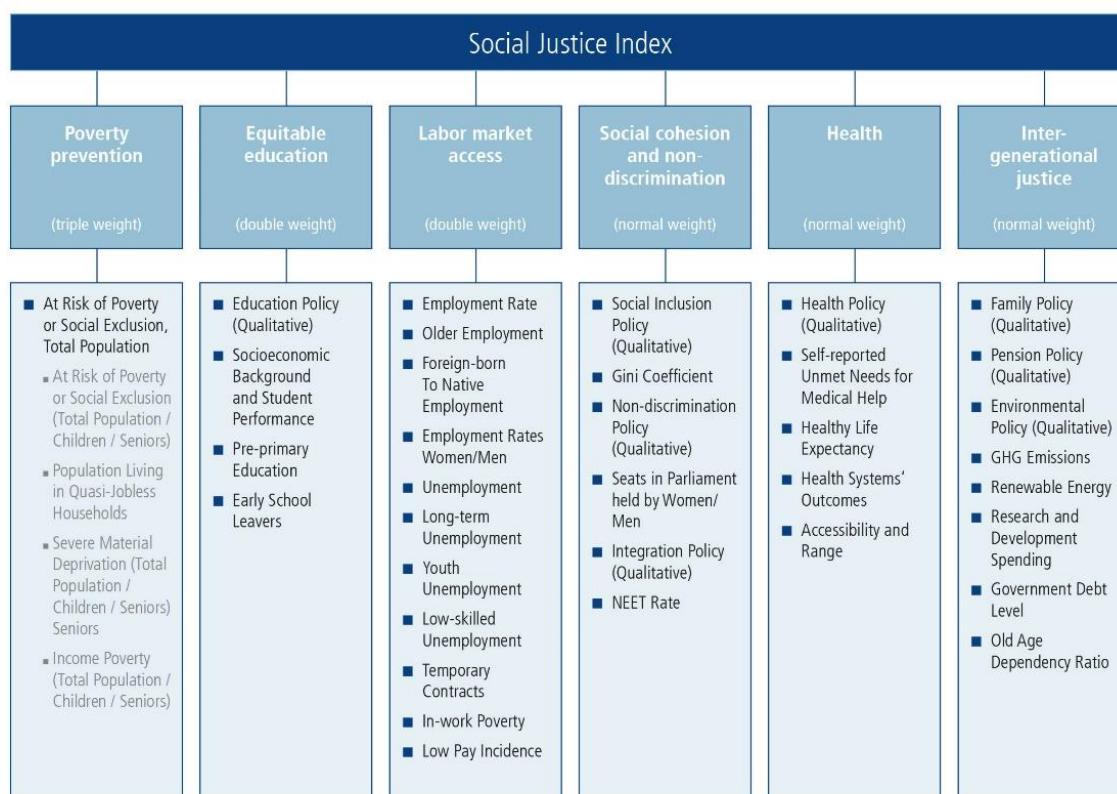 Social Justice Index
Poverty
prevention
(triple weight)
Equitable
education
(double weight)
Labor market
access
(double weight)
Social cohesion
and non-
discrimination
(normal weight)
Health
(normal weight)
Inter-
generational
justice
(normal weight)
■ At Risk of Poverty
or Social Exclusion,
Total Population
■ At Risk of Poverty
or Social Exclusion
(Total Population /
Children / Seniors)
■ Population Living
in Quasi-Jobless
Households
■ Severe Material
Deprivation (Total
Population /
Children / Seniors)
Seniors
■ Income Poverty
(Total Population /
Children / Seniors)
■ Education Policy
(Qualitative)
■ Socioeconomic
Background
and Student
Performance
■ Pre-primary
Education
■ Early School
Leavers
■ Employment Rate
■ Older Employment
■ Foreign-born
To Native
Employment
■ Employment Rates
Women/Men
■ Unemployment
■ Long-term
Unemployment
■ Youth
Unemployment
■ Low-skilled
Unemployment
■ Temporary
Contracts
■ In-work Poverty
■ Low Pay Incidence
■ Social Inclusion
Policy
(Qualitative)
■ Gini Coefficient
■ Non-discrimination
Policy
(Qualitative)
■ Seats in Parliament
held by Women/
Men
■ Integration Policy
(Qualitative)
■ NEET Rate
■ Health Policy
(Qualitative)
■ Self-reported
Unmet Needs for
Medical Help
■ Healthy Life
Expectancy
■ Health Systems‘
Outcomes
■ Accessibility and
Range
■ Family Policy
(Qualitative)
■ Pension Policy
(Qualitative)
■ Environmental
Policy (Qualitative)
■ GHG Emissions
■ Renewable Energy
■ Research and
Development
Spending
■ Government Debt
Level
■ Old Age
Dependency Ratio